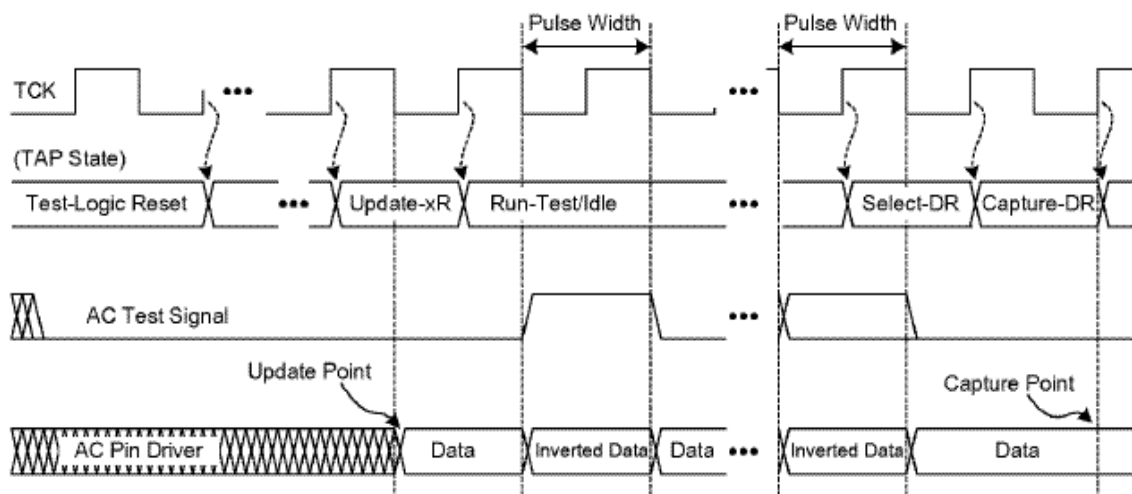 Pulse Width Pulse Width
TCK ••• •••
(TAP State)
Test-Logic Reset ••• Update-xR Run-Test/Idle ••• Select-DR Capture-DR
AC Test Signal •••
Update Point Capture Point
AC Pin Driver Data Inverted Data Data ••• Inverted Data Data